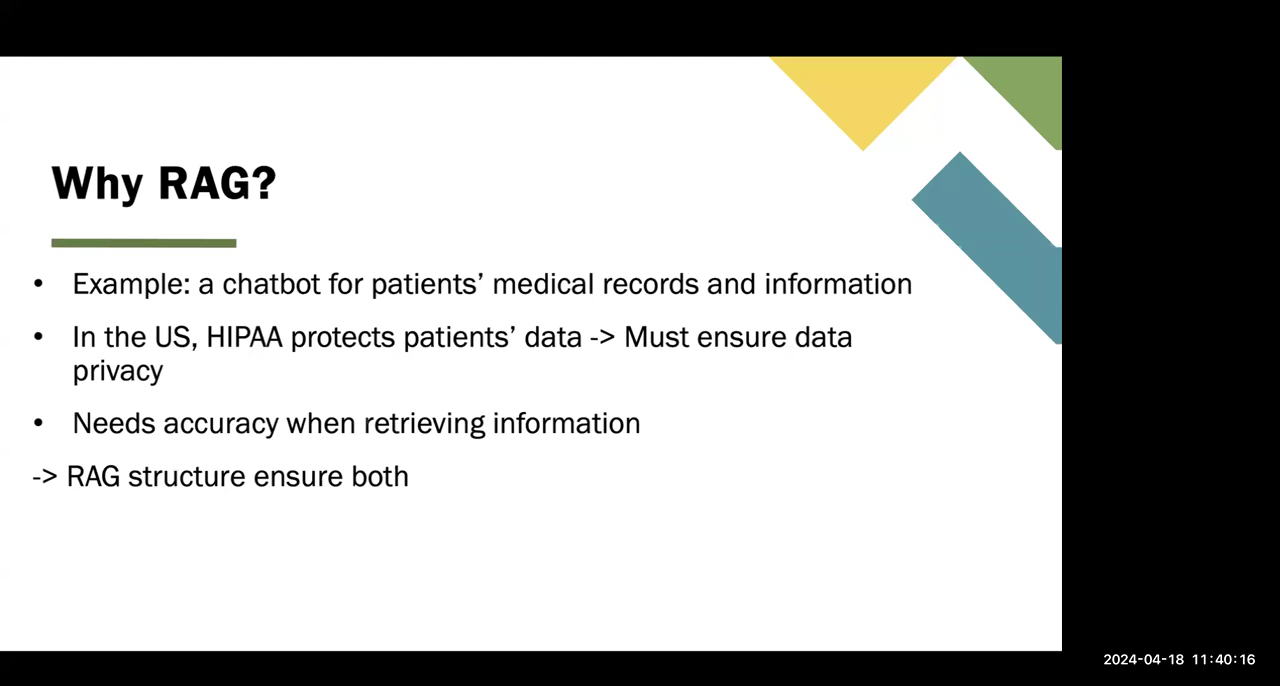 Why RAG?
• Example: a chatbot for patients’ medical records and information
• In the US, HIPAA protects patients’ data -> Must ensure data
privacy
• Needs accuracy when retrieving information
-> RAG structure ensure both
2024-04-18 11:40:16